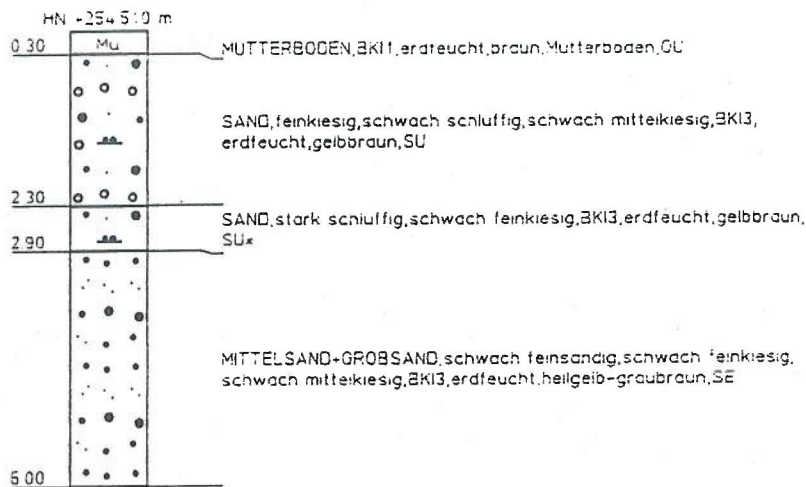 HN +254 510 m
0.30
Mu
MUTTERBODEN,BKl1,erdfeucht,braun,Mutterboden,OU
SAND,feinkiesig,schwach schluffig,schwach mittelkiesig,BKl3,
erdfeucht,gelbbraun,SU
2.30
SAND,stark schluffig,schwach feinkiesig,BKl3,erdfeucht,gelbbraun,
SU*
2.90
MITTELSAND+GROBSAND,schwach feinsandig,schwach feinkiesig,
schwach mittelkiesig,BKl3,erdfeucht,hellgelb-graubraun,SE
6.00